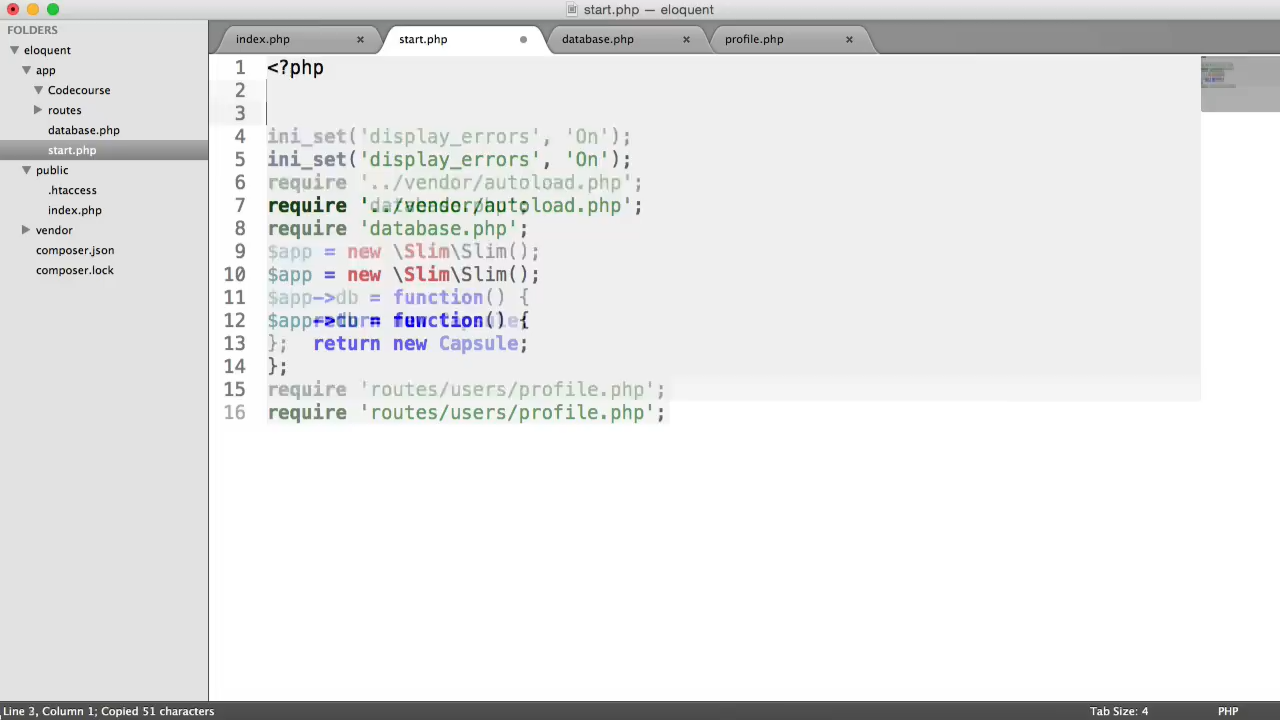 start.php — eloquent
FOLDERS
eloquent
app
Codecourse
routes
database.php
start.php
public
.htaccess
index.php
vendor
composer.json
composer.lock
index.php
start.php
database.php
profile.php
1 <?php
2
3
4 ini_set('display_errors', 'On');
5 ini_set('display_errors', 'On');
6 require '../vendor/autoload.php';
7 require '../vendor/autoload.php';
8 require 'database.php';
9 $app = new \Slim\Slim();
10 $app = new \Slim\Slim();
11 $app->db = function() {
12 $app->db = function() {
13 }; return new Capsule;
14 };
15 require 'routes/users/profile.php';
16 require 'routes/users/profile.php';
Line 3, Column 1; Copied 51 characters
Tab Size: 4
PHP